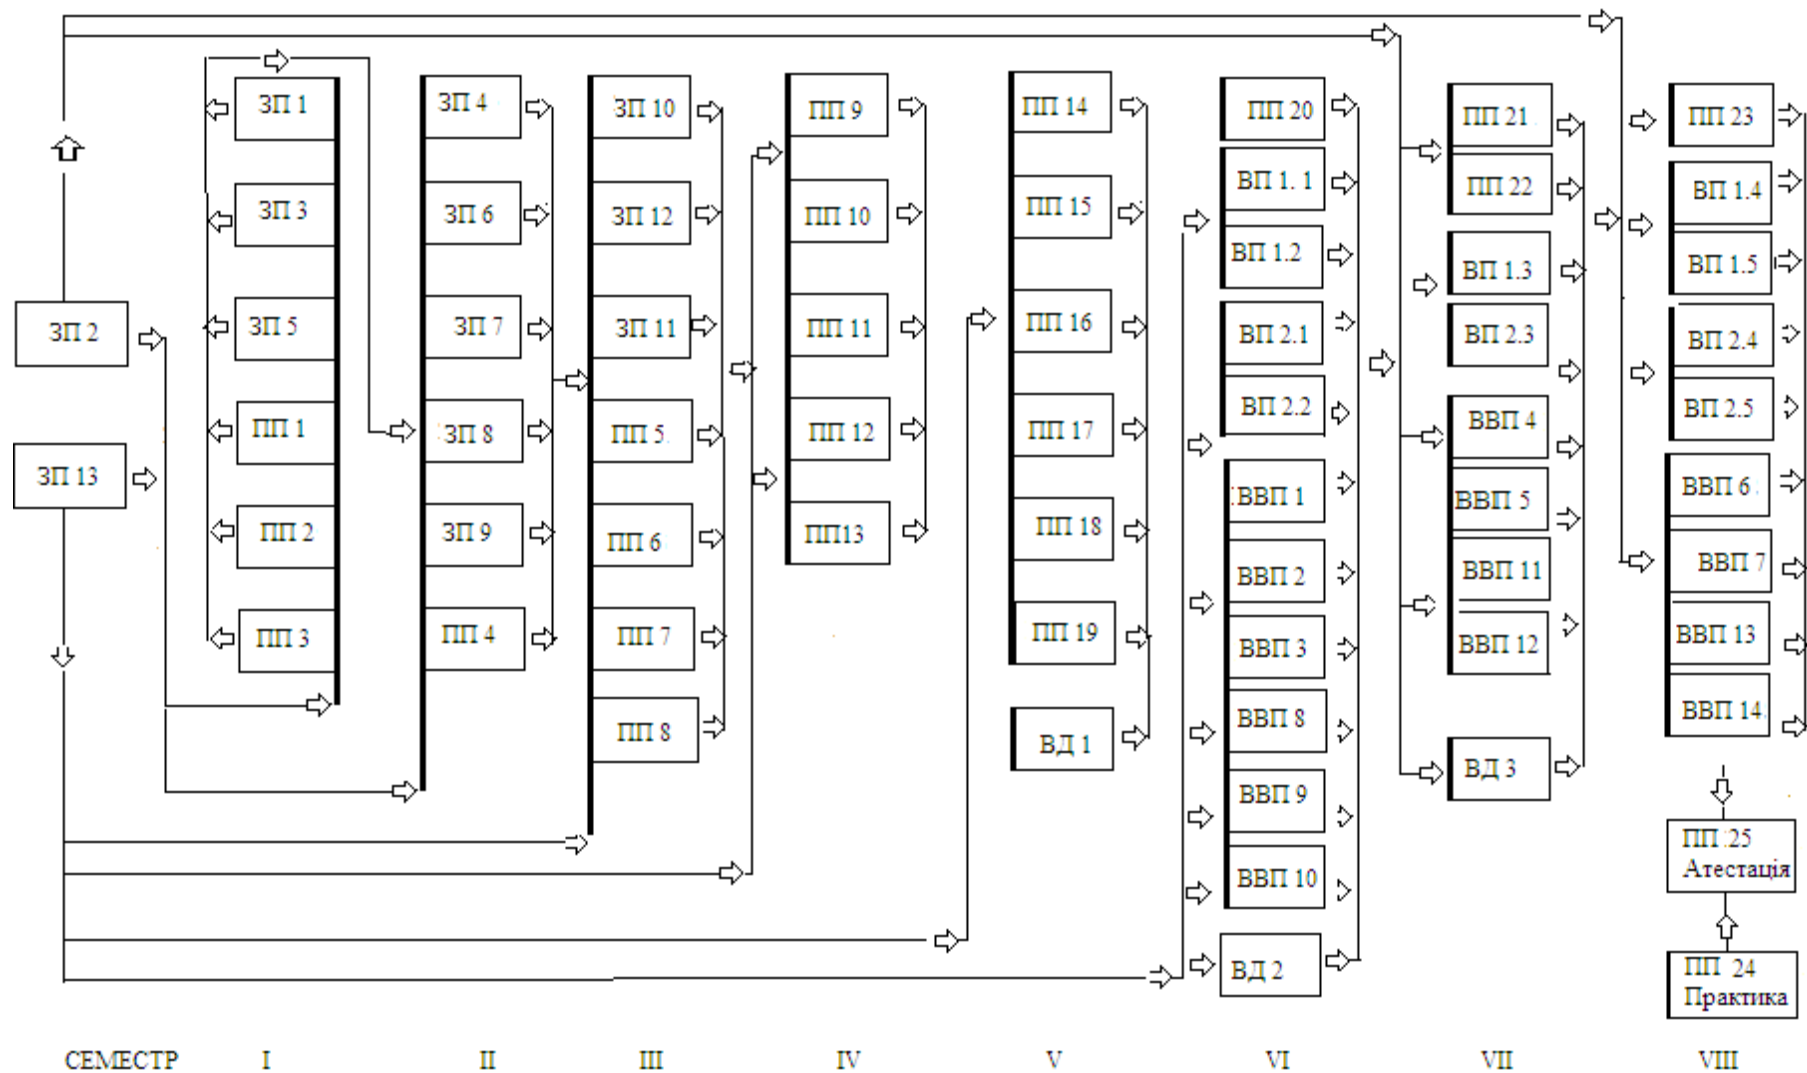 ЗП 2
ЗП 13
ЗП 1
ЗП 3
ЗП 5
ПП 1
ПП 2
ПП 3
ЗП 4
ЗП 6
ЗП 7
ЗП 8
ЗП 9
ПП 4
ЗП 10
ЗП 12
ЗП 11
ПП 5
ПП 6
ПП 7
ПП 8
ПП 9
ПП 10
ПП 11
ПП 12
ПП13
ПП 14
ПП 15
ПП 16
ПП 17
ПП 18
ПП 19
ВД 1
ПП 20
ВП 1. 1
ВП 1.2
ВП 2.1
ВП 2.2
ВВП 1
ВВП 2
ВВП 3
ВВП 8
ВВП 9
ВВП 10
ВД 2
ПП 21
ПП 22
ВП 1.3
ВП 2.3
ВВП 4
ВВП 5
ВВП 11
ВВП 12
ВД 3
ПП 23
ВП 1.4
ВП 1.5
ВП 2.4
ВП 2.5
ВВП 6
ВВП 7
ВВП 13
ВВП 14
ПП 25
Атестація
ПП 24
Практика
СЕМЕСТР I II III IV V VI VII VIII